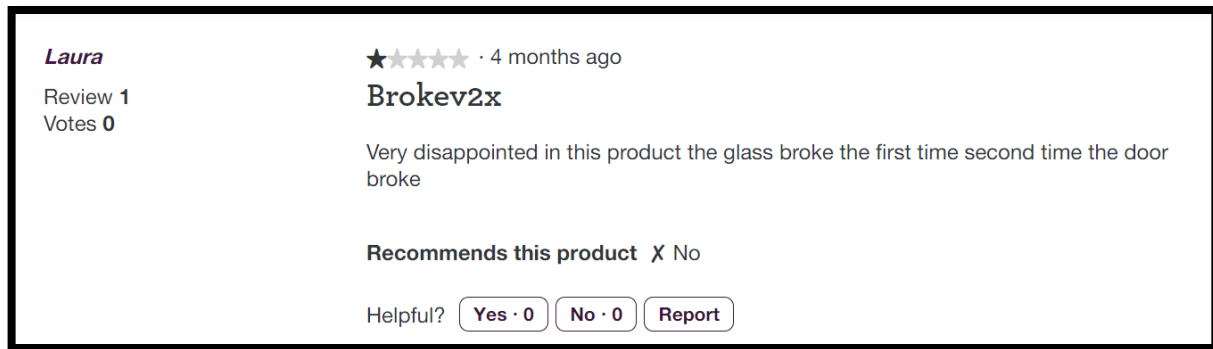 Laura
Review 1
Votes 0
★★★★★ · 4 months ago
Brokev2x
Very disappointed in this product the glass broke the first time second time the door
broke
Recommends this product ✗ No
Helpful? Yes · 0 No · 0 Report